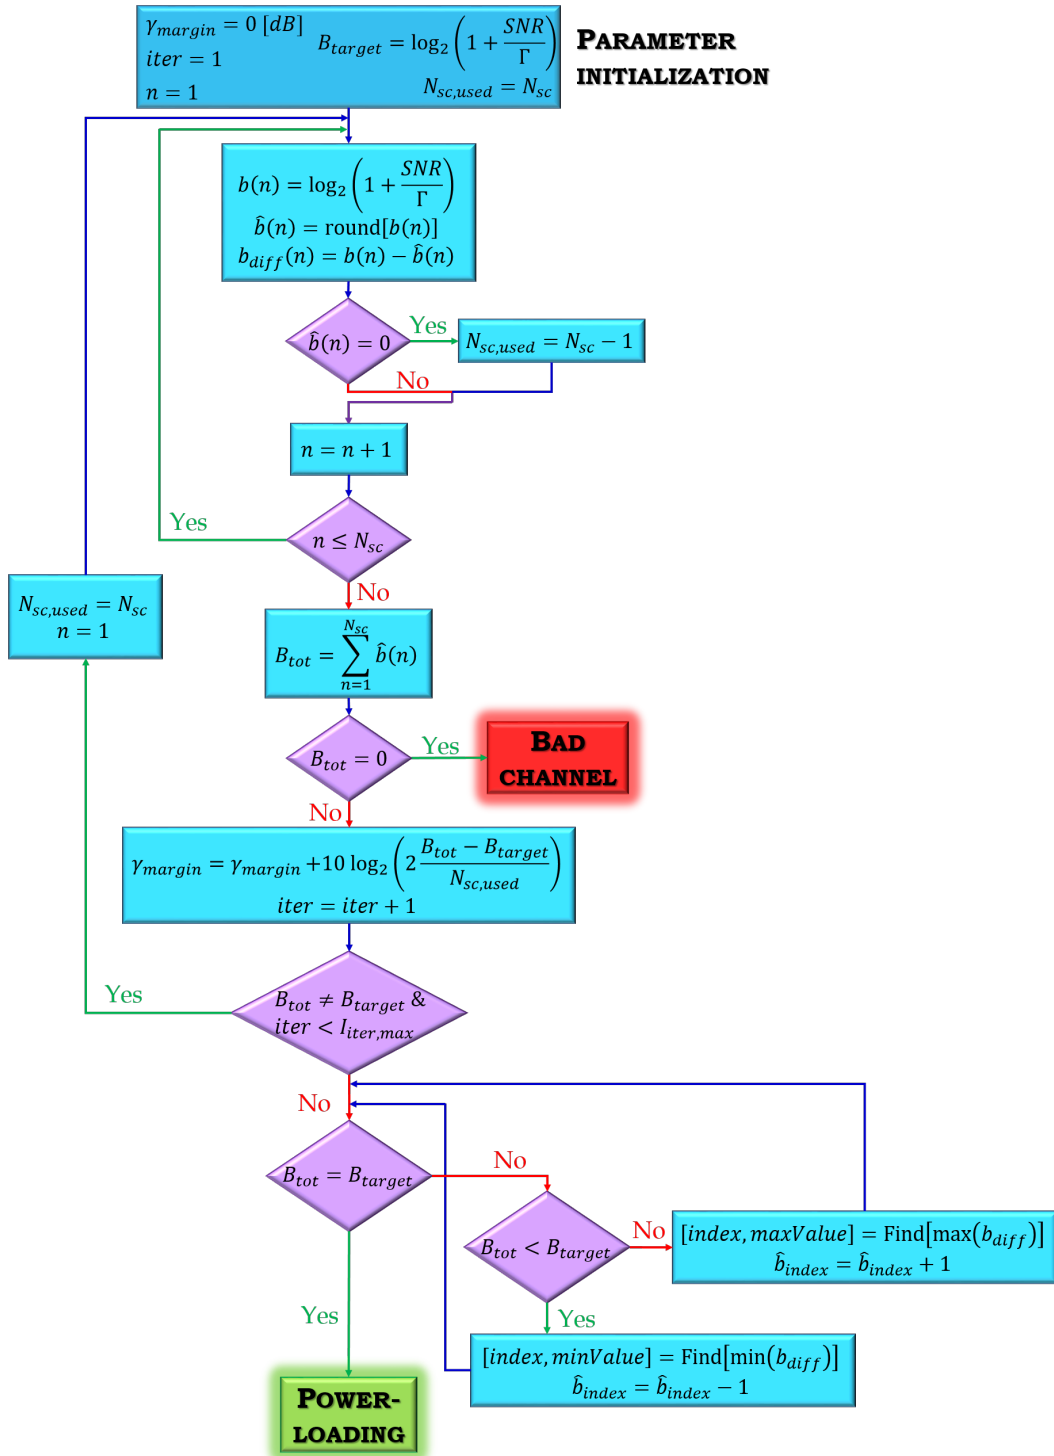 γ_margin = 0 [dB]
B_target = log₂(1 + SNR/Γ)
iter = 1
n = 1
N_sc,used = N_sc
PARAMETER
INITIALIZATION
b(n) = log₂(1 + SNR/Γ)
b̂(n) = round[b(n)]
b_diff(n) = b(n) − b̂(n)
b̂(n) = 0
Yes
N_sc,used = N_sc − 1
No
n = n + 1
n ≤ N_sc
Yes
No
N_sc,used = N_sc
n = 1
B_tot = ∑_{n=1}^{N_sc} b̂(n)
B_tot = 0
Yes
BAD
CHANNEL
No
γ_margin = γ_margin +10 log₂(2 (B_tot − B_target)/N_sc,used)
iter = iter + 1
B_tot ≠ B_target &
iter < I_iter,max
Yes
No
B_tot = B_target
No
B_tot < B_target
No
[index, maxValue] = Find[max(b_diff)]
b̂_index = b̂_index + 1
Yes
Yes
[index, minValue] = Find[min(b_diff)]
b̂_index = b̂_index − 1
POWER-
LOADING